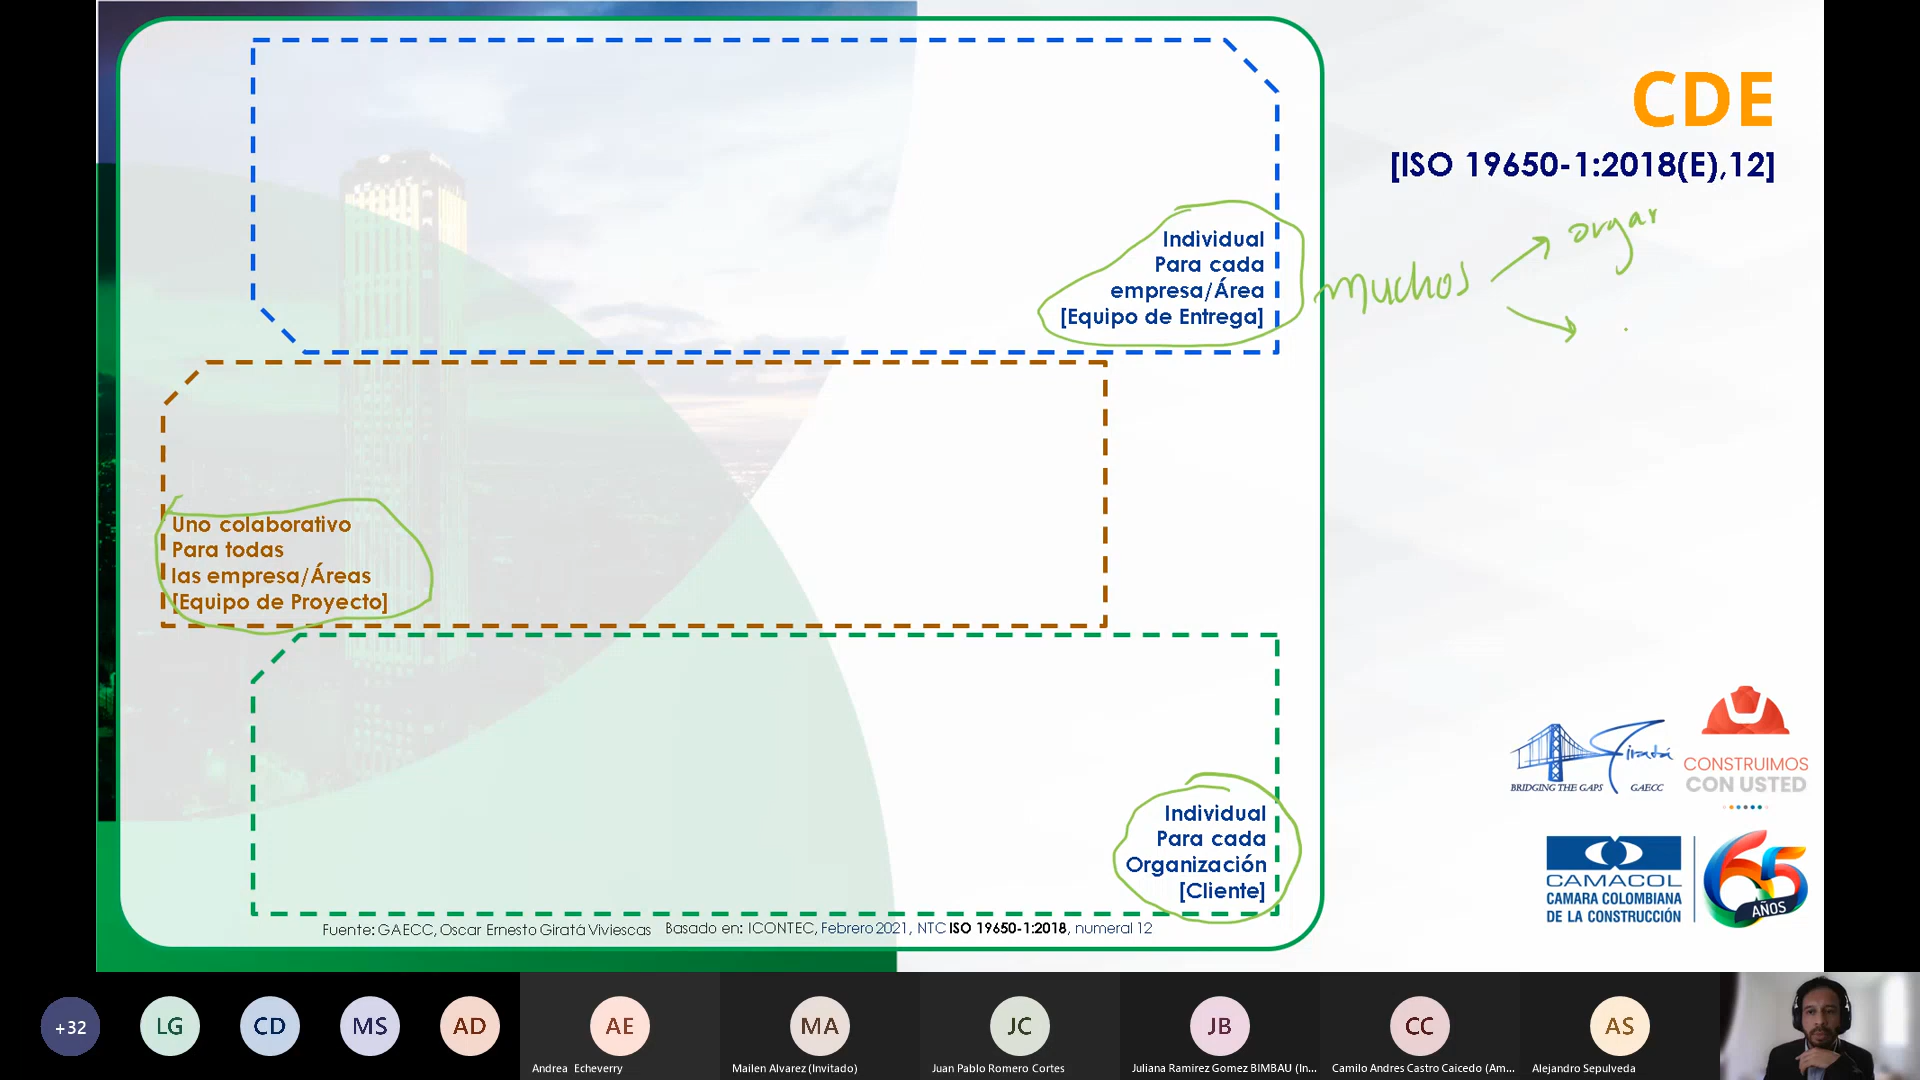 CDE
[ISO 19650-1:2018(E),12]
Individual
Para cada
empresa/Área
[Equipo de Entrega]
muchos
organ
Uno colaborativo
Para todas
las empresa/Áreas
[Equipo de Proyecto]
Individual
Para cada
Organización
[Cliente]
Fuente: GAECC, Oscar Ernesto Giratá Viviescas Basado en: ICONTEC, Febrero 2021, NTC ISO 19650-1:2018, numeral 12
Giratá
BRIDGING THE GAPS GAECC
CONSTRUIMOS
CON USTED
CAMACOL
CAMARA COLOMBIANA
DE LA CONSTRUCCIÓN
65
AÑOS
+32
LG
CD
MS
AD
AE
MA
JC
JB
CC
AS
Andrea Echeverry
Mailen Alvarez (Invitado)
Juan Pablo Romero Cortes
Juliana Ramirez Gomez BIMBAU (In...
Camilo Andres Castro Caicedo (Am...
Alejandro Sepulveda